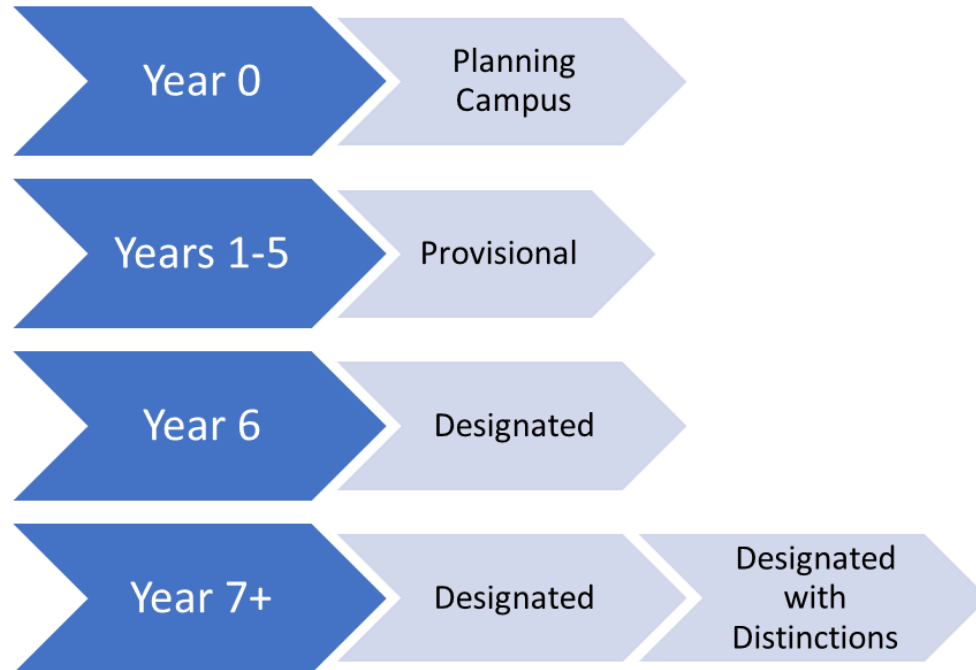 Year 0
Planning
Campus
Years 1-5
Provisional
Year 6
Designated
Year 7+
Designated
Designated
with
Distinctions